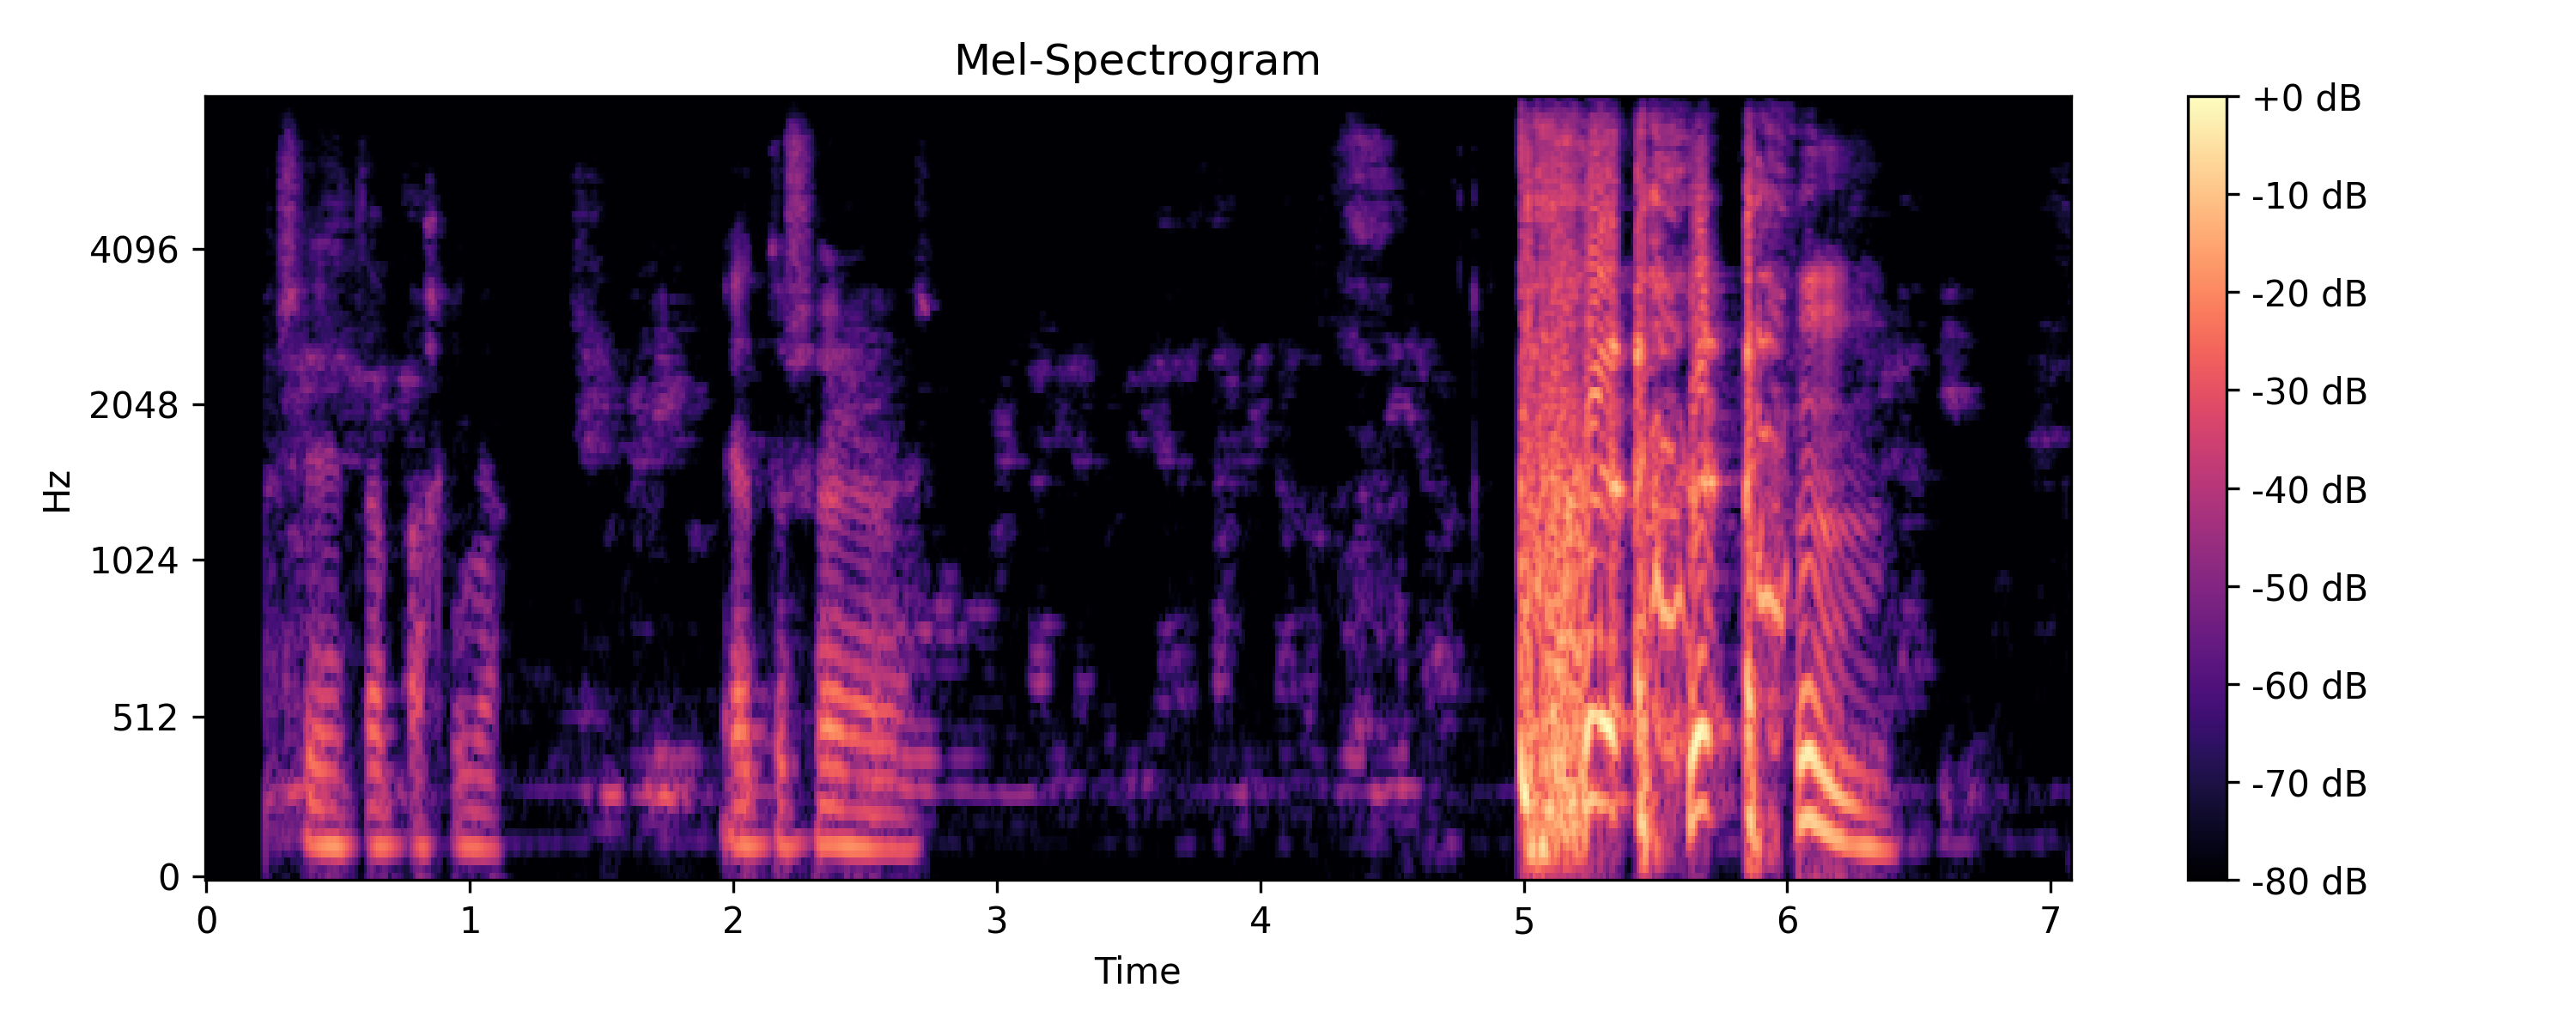 Mel-Spectrogram
+0 dB
-10 dB
-20 dB
-30 dB
-40 dB
-50 dB
-60 dB
-70 dB
-80 dB
4096
2048
1024
512
0
Hz
0 1 2 3 4 5 6 7
Time